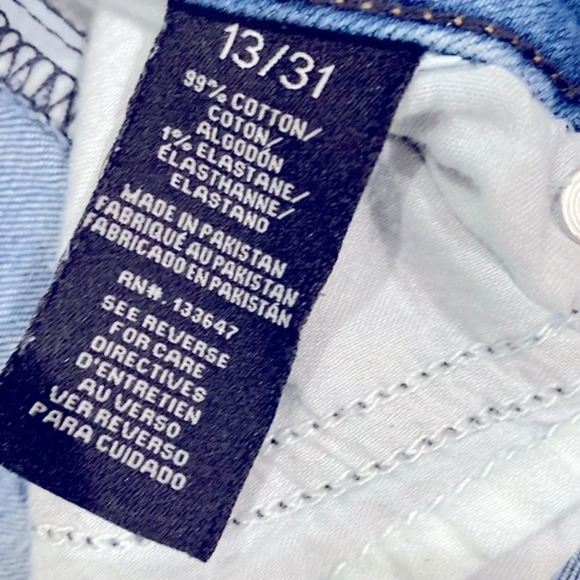 13/31
99% COTTON/
COTON/
ALGODÓN
1% ELASTANE/
ÉLASTHANNE/
ELASTANO
MADE IN PAKISTAN
FABRIQUÉ AU PAKISTAN
FABRICADO EN PAKISTÁN
RN#. 133647
SEE REVERSE
FOR CARE
DIRECTIVES
D'ENTRETIEN
AU VERSO
VER REVERSO
PARA CUIDADO